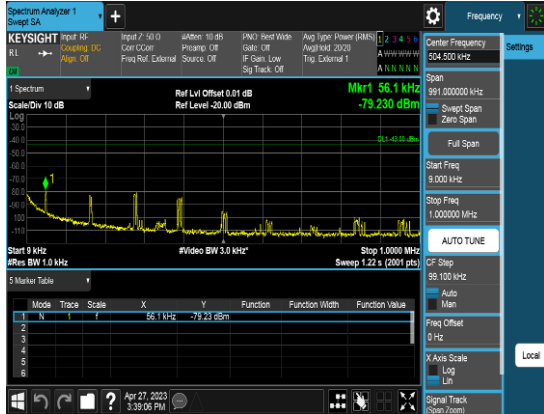 Spectrum Analyzer 1
Swept SA
Frequency
Settings
KEYSIGHT
RL
Input: RF
Coupling: DC
Align: Off
Input Z: 50 Ω
Corr CCorr
Freq Ref: External
#Atten: 10 dB
Preamp: Off
Source: Off
PNO: Best Wide
Gate: Off
IF Gain: Low
Sig Track: Off
Avg Type: Power (RMS)
Avg|Hold: 20/20
Trig: External 1
1 2 3 4 5 6
A W W W W W
A N N N N N
1 Spectrum
Scale/Div 10 dB
Log
Ref Lvl Offset 0.01 dB
Ref Level -20.00 dBm
Mkr1 56.1 kHz
-79.230 dBm
-30.0
-40.0
-50.0
-60.0
-70.0
-80.0
-90.0
-100
-110
1
DL1 -43.00 dBm
Start 9 kHz
#Res BW 1.0 kHz
#Video BW 3.0 kHz*
Stop 1.0000 MHz
Sweep 1.22 s (2001 pts)
5 Marker Table
Mode Trace Scale X Y Function Function Width Function Value
1 N 1 f 56.1 kHz -79.23 dBm
2
3
4
5
6
Center Frequency
504.500 kHz
Span
991.000000 kHz
Swept Span
Zero Span
Full Span
Start Freq
9.000 kHz
Stop Freq
1.000000 MHz
AUTO TUNE
CF Step
99.100 kHz
Auto
Man
Freq Offset
0 Hz
X Axis Scale
Log
Lin
Signal Track
(Span Zoom)
Local
?
Apr 27, 2023
3:39:06 PM